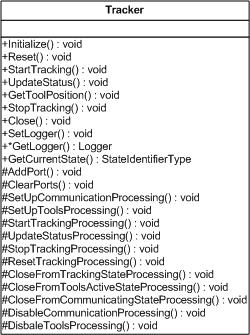 Tracker
+Initialize() : void
+Reset() : void
+StartTracking() : void
+UpdateStatus() : void
+GetToolPosition() : void
+StopTracking() : void
+Close() : void
+SetLogger() : void
+*GetLogger() : Logger
+GetCurrentState() : StateIdentifierType
#AddPort() : void
#ClearPorts() : void
#SetUpCommunicationProcessing() : void
#SetUpToolsProcessing() : void
#StartTrackingProcessing() : void
#UpdateStatusProcessing() : void
#StopTrackingProcessing() : void
#ResetTrackingProcessing() : void
#CloseFromTrackingStateProcessing() : void
#CloseFromToolsActiveStateProcessing() : void
#CloseFromCommunicatingStateProcessing() : void
#DisableCommunicationProcessing() : void
#DisbaleToolsProcessing() : void